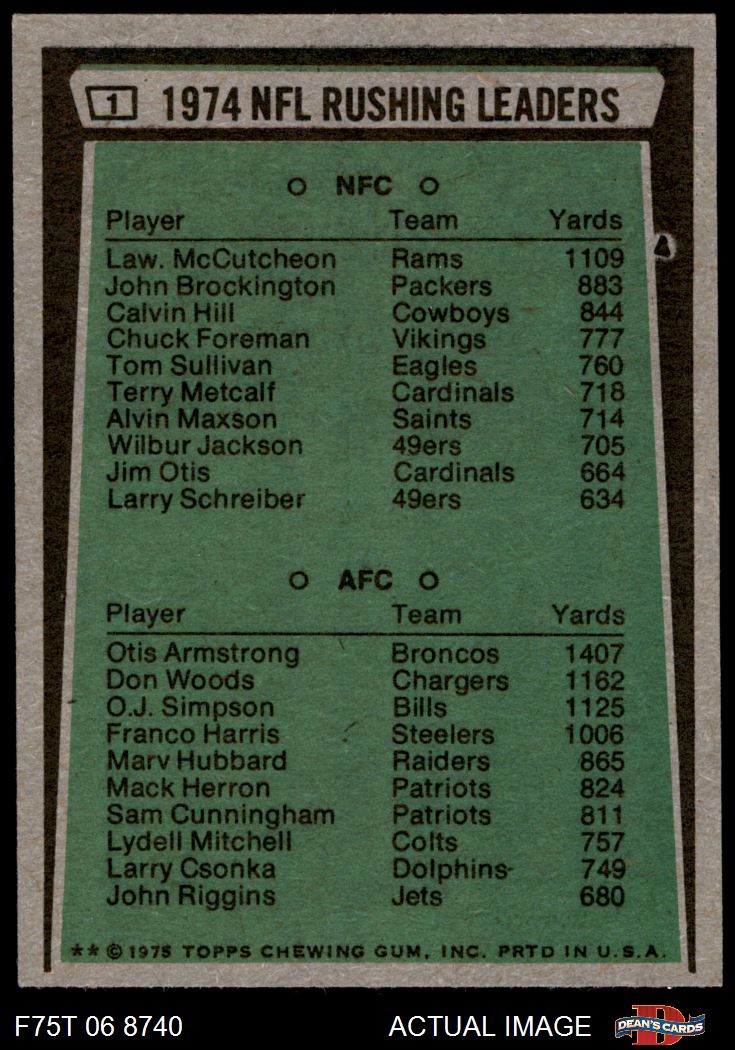 1 1974 NFL RUSHING LEADERS
NFC
Player Team Yards
Law. McCutcheon Rams 1109
John Brockington Packers 883
Calvin Hill Cowboys 844
Chuck Foreman Vikings 777
Tom Sullivan Eagles 760
Terry Metcalf Cardinals 718
Alvin Maxson Saints 714
Wilbur Jackson 49ers 705
Jim Otis Cardinals 664
Larry Schreiber 49ers 634
AFC
Player Team Yards
Otis Armstrong Broncos 1407
Don Woods Chargers 1162
O.J. Simpson Bills 1125
Franco Harris Steelers 1006
Marv Hubbard Raiders 865
Mack Herron Patriots 824
Sam Cunningham Patriots 811
Lydell Mitchell Colts 757
Larry Csonka Dolphins 749
John Riggins Jets 680
** © 1975 TOPPS CHEWING GUM, INC. PRTD IN U.S.A.
F75T 06 8740 ACTUAL IMAGE DEAN'S CARDS